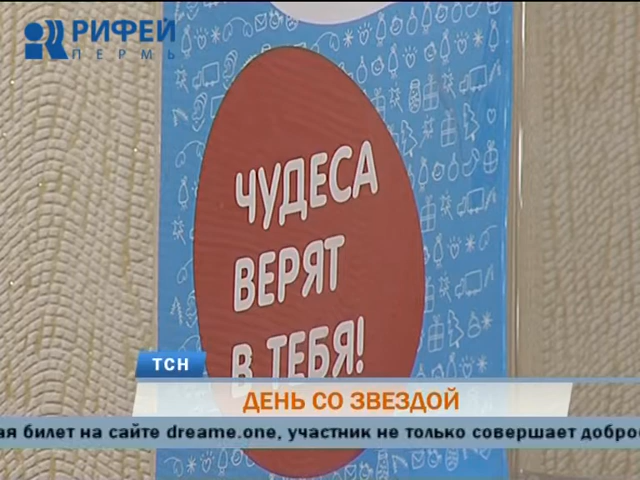 РИФЕЙ
ПЕРМЬ
ЧУДЕСА
ВЕРЯТ
В ТЕБЯ!
ТСН
ДЕНЬ СО ЗВЕЗДОЙ
ая билет на сайте dreame.one, участник не только совершает добро